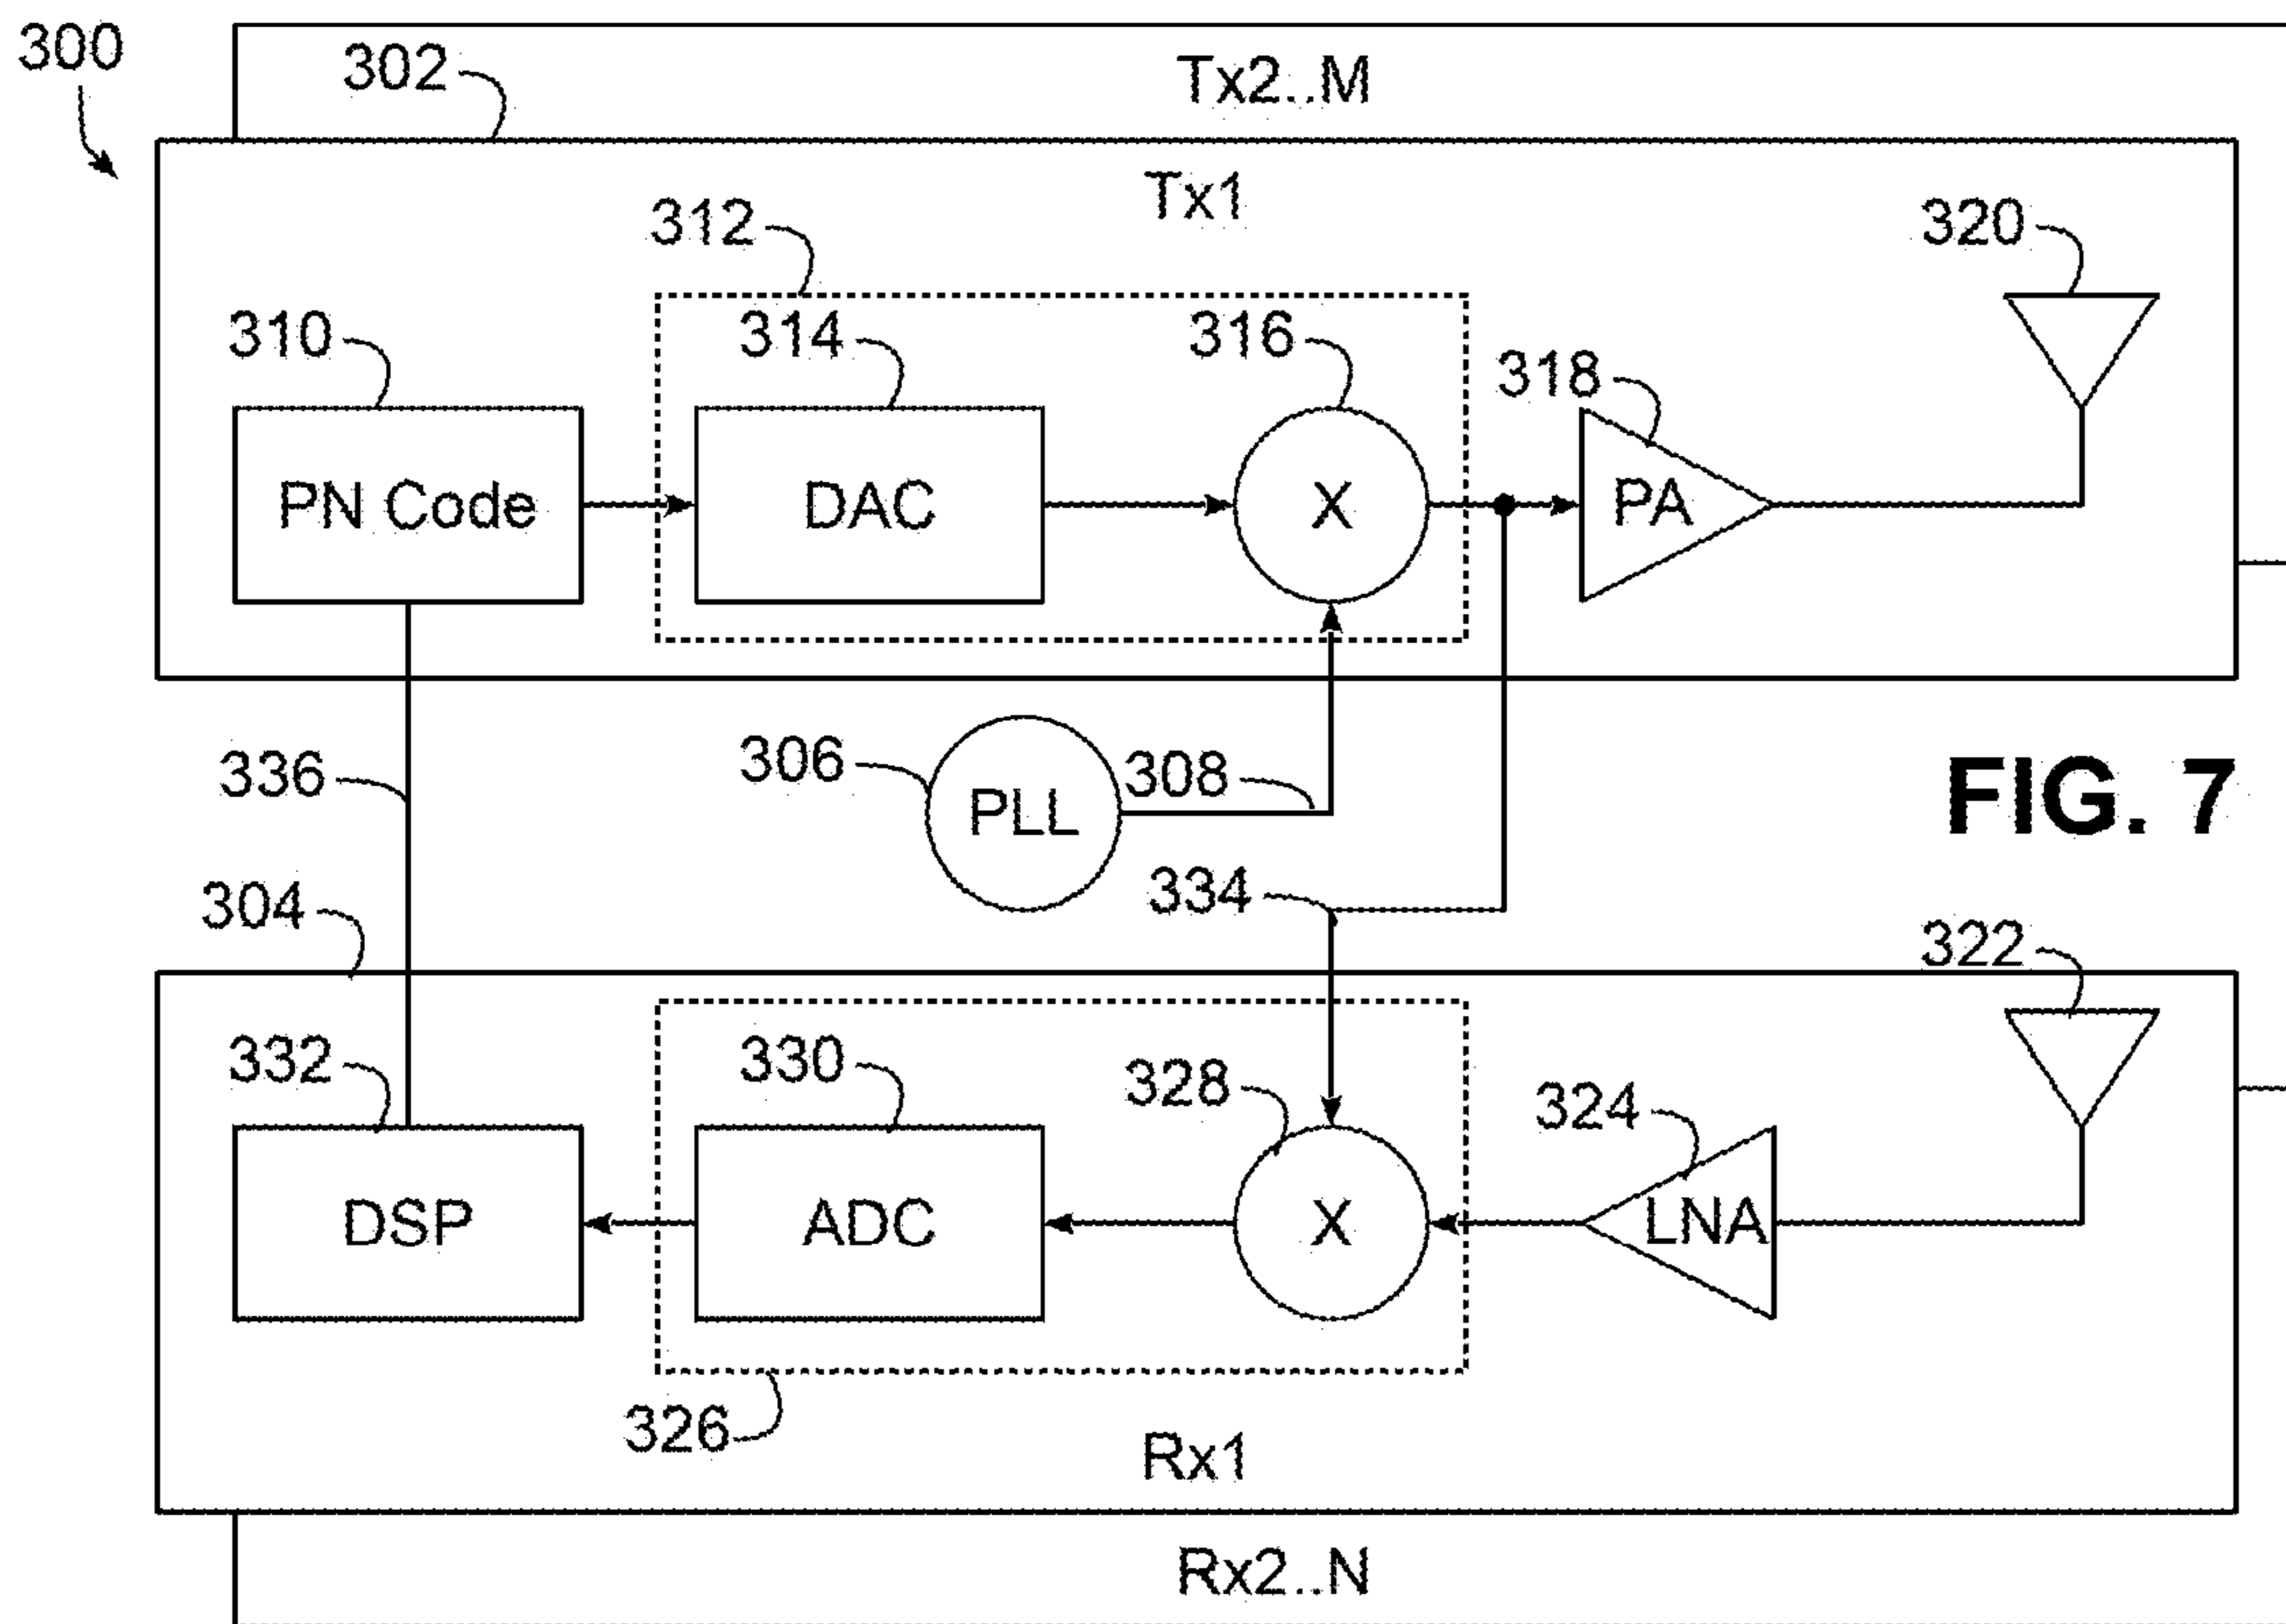 300
302
Tx2..M
Tx1
312
320
310
314
316
318
PN Code
DAC
X
PA
336
306
308
PLL
FIG. 7
334
304
322
332
330
328
324
DSP
ADC
X
LNA
326
Rx1
Rx2..N